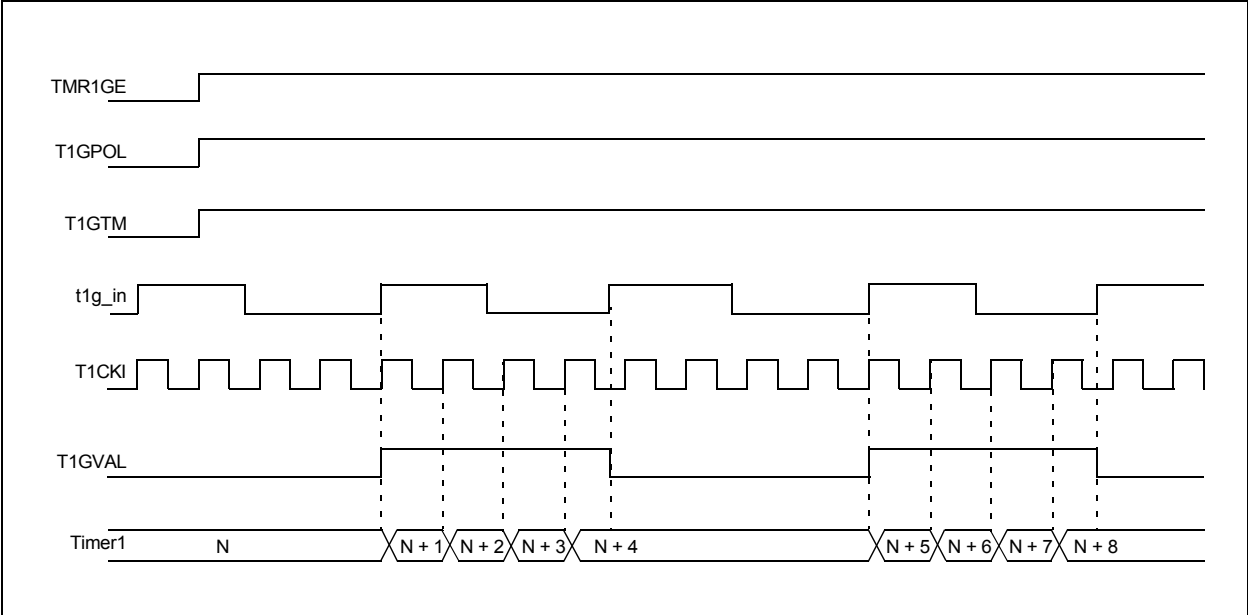 TMR1GE
T1GPOL
T1GTM
t1g_in
T1CKI
T1GVAL
Timer1 N N + 1 N + 2 N + 3 N + 4 N + 5 N + 6 N + 7 N + 8